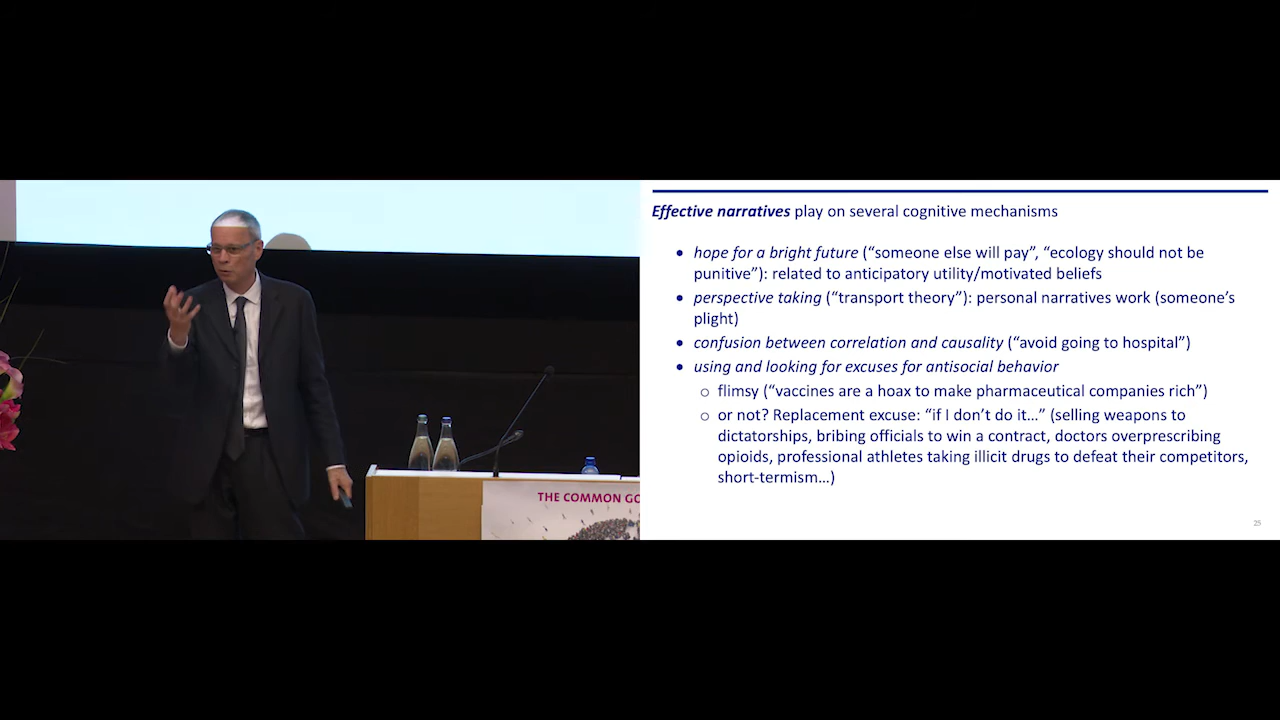 Effective narratives play on several cognitive mechanisms
• hope for a bright future (“someone else will pay”, “ecology should not be
punitive”): related to anticipatory utility/motivated beliefs
• perspective taking (“transport theory”): personal narratives work (someone’s
plight)
• confusion between correlation and causality (“avoid going to hospital”)
• using and looking for excuses for antisocial behavior
o flimsy (“vaccines are a hoax to make pharmaceutical companies rich”)
o or not? Replacement excuse: “if I don’t do it…” (selling weapons to
dictatorships, bribing officials to win a contract, doctors overprescribing
opioids, professional athletes taking illicit drugs to defeat their competitors,
short-termism…)
25
THE COMMON GO